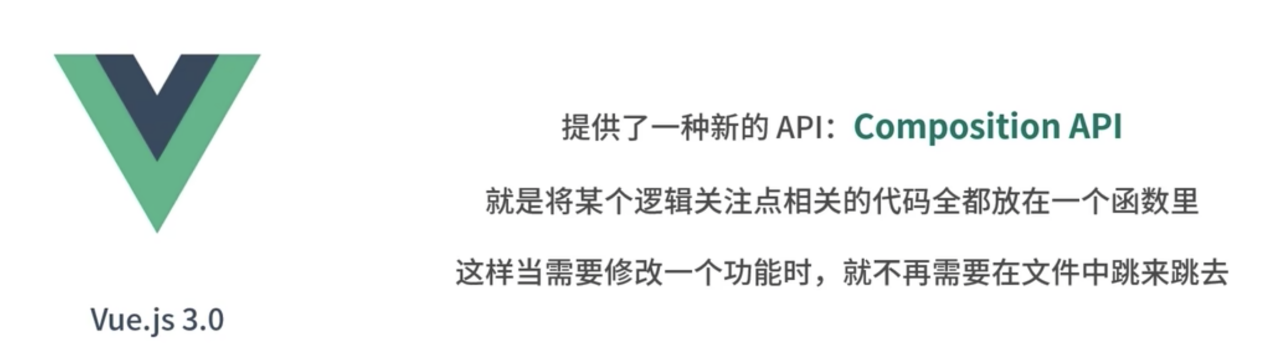 提供了一种新的 API：Composition API
就是将某个逻辑关注点相关的代码全都放在一个函数里
这样当需要修改一个功能时，就不再需要在文件中跳来跳去
Vue.js 3.0